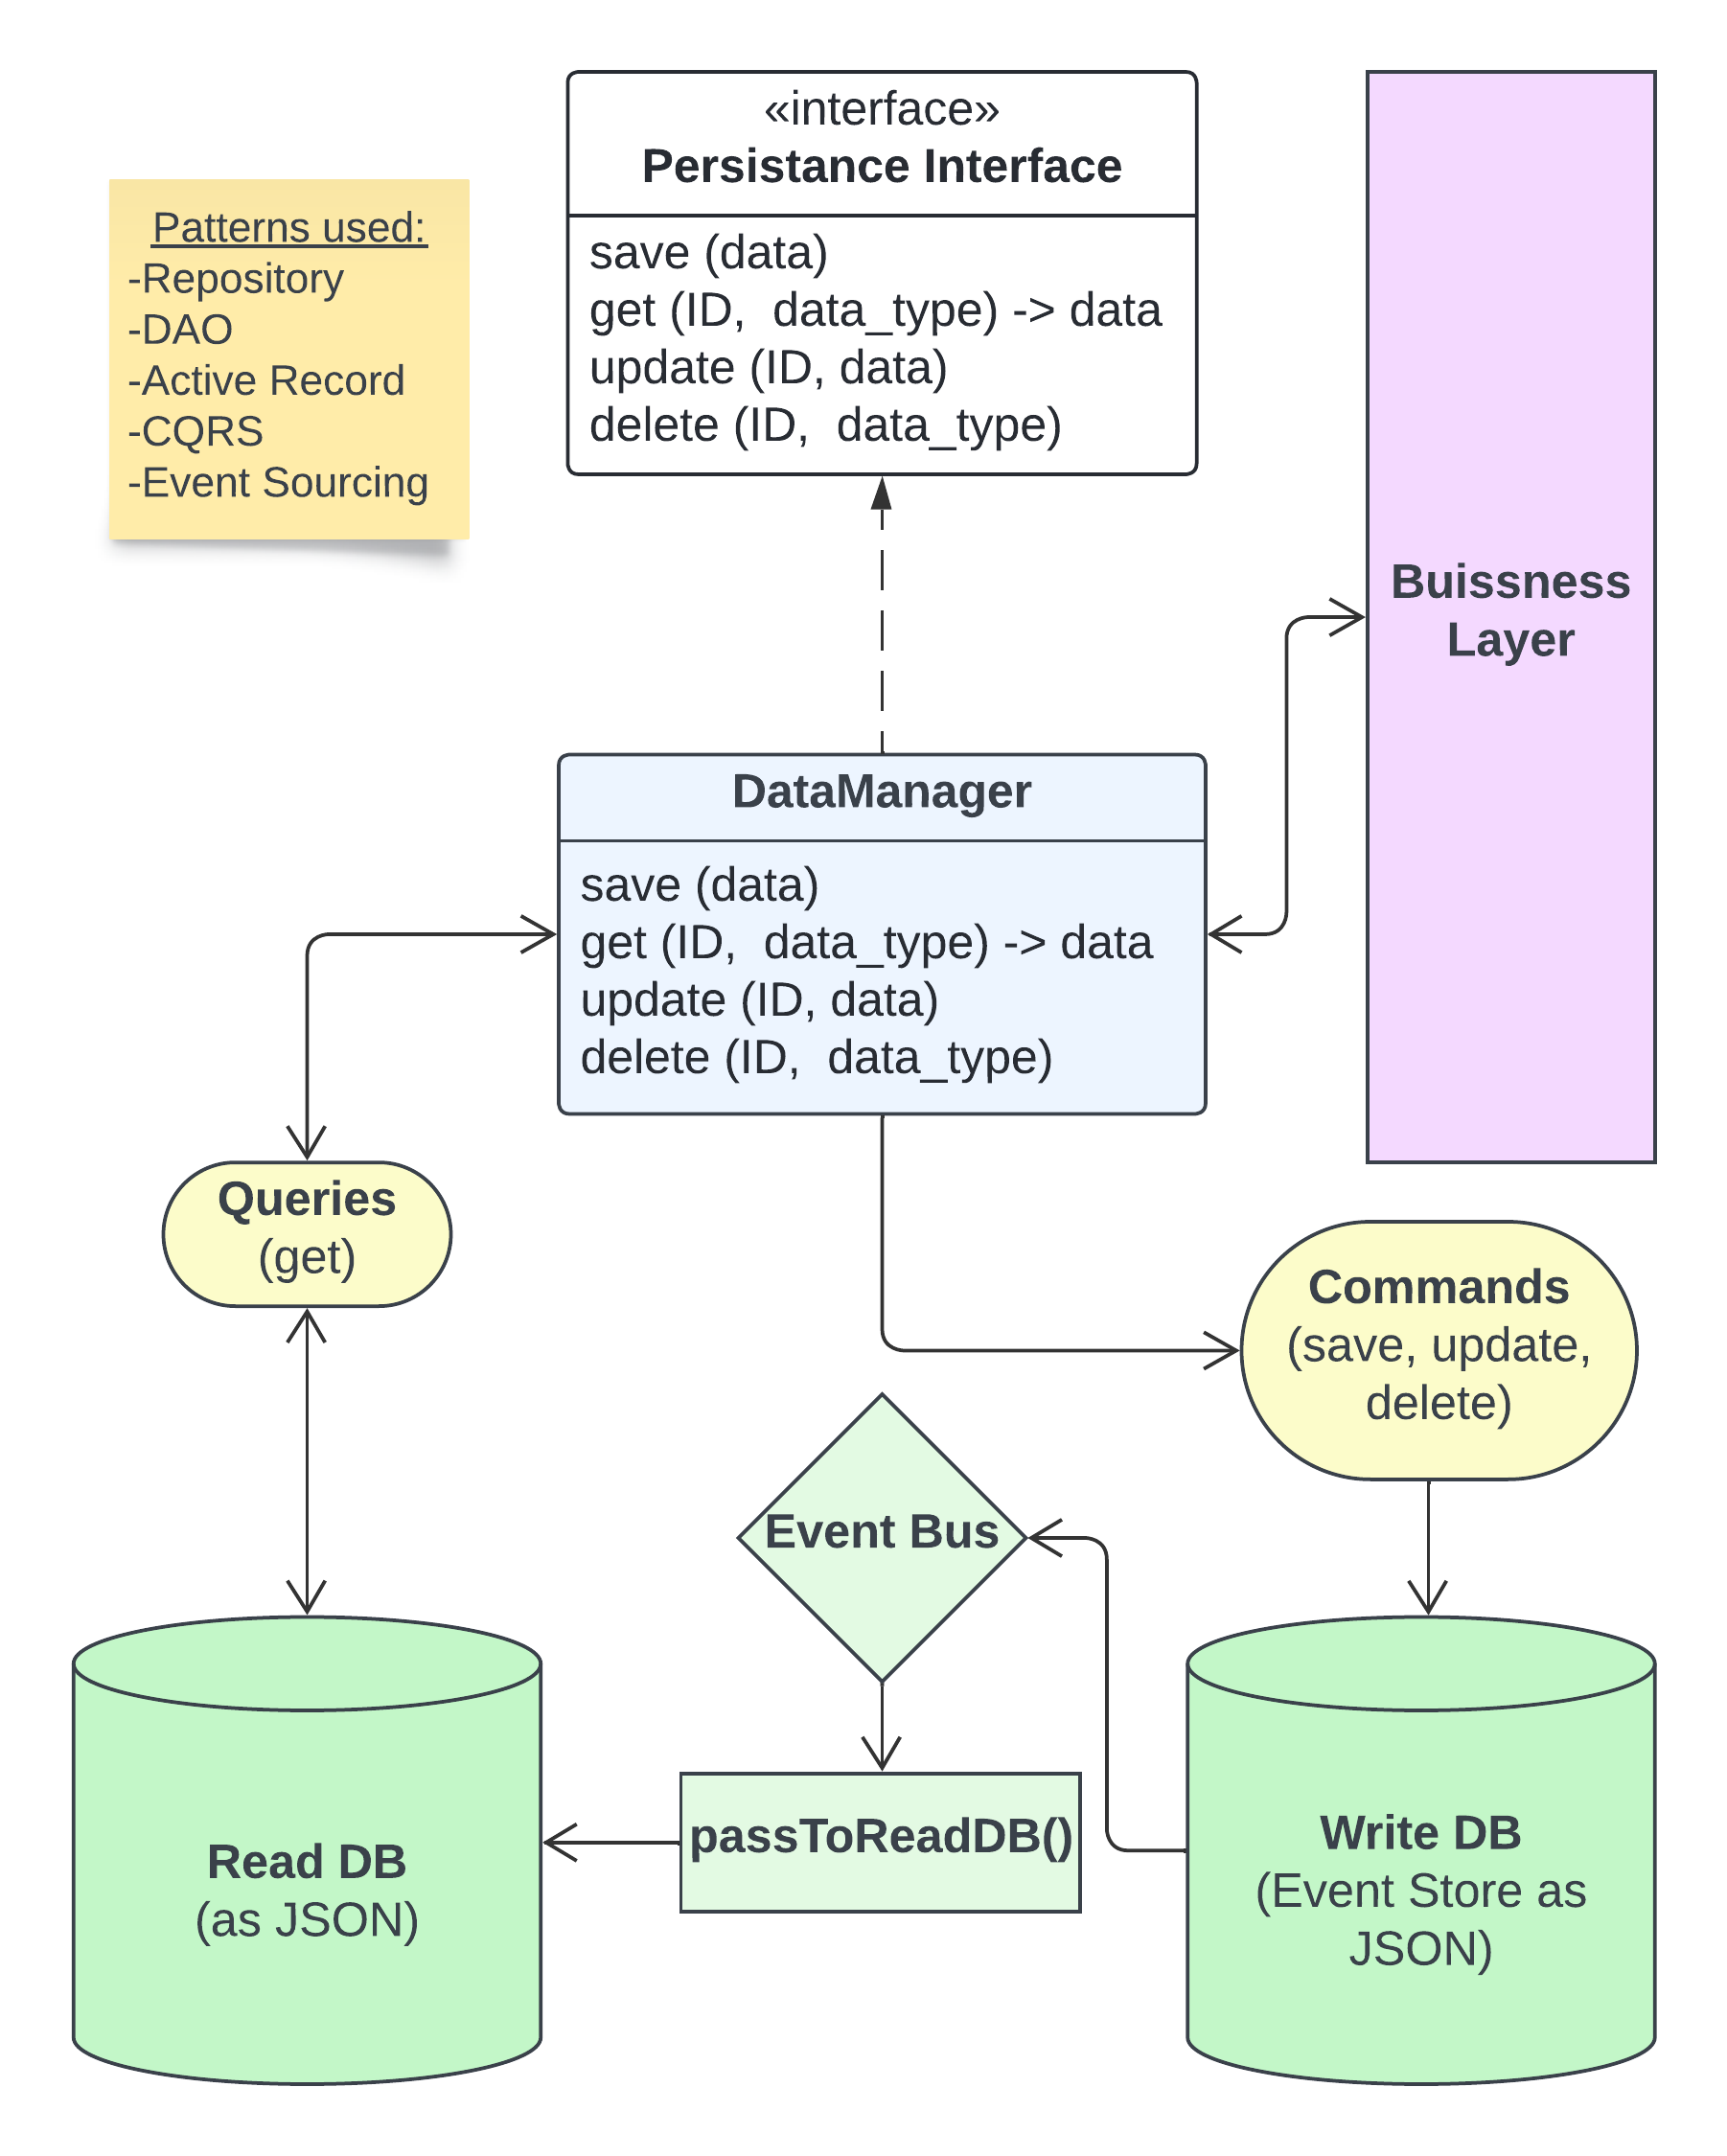 «interface»
Persistance Interface
save (data)
get (ID,  data_type) -> data
update (ID, data)
delete (ID,  data_type)
Patterns used:
-Repository
-DAO
-Active Record
-CQRS
-Event Sourcing
Buissness
Layer
DataManager
save (data)
get (ID,  data_type) -> data
update (ID, data)
delete (ID,  data_type)
Queries
(get)
Commands
(save, update,
delete)
Event Bus
passToReadDB()
Read DB
(as JSON)
Write DB
(Event Store as
JSON)